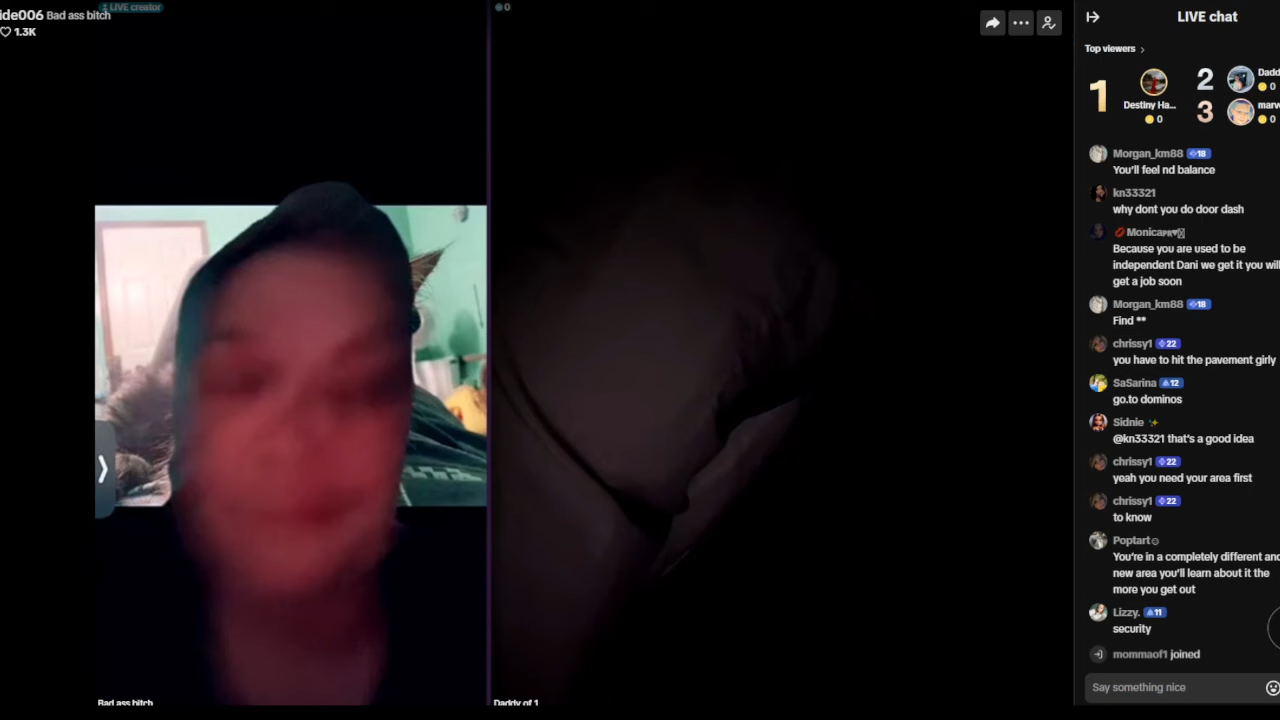 ide006 Bad ass bitch
1.3K
LIVE creator
0
LIVE chat
Top viewers
1
Destiny Ha...
0
2
Dadd
0
3
marv
0
Morgan_km88 18
You'll feel nd balance
kn33321
why dont you do door dash
Monica
Because you are used to be
independent Dani we get it you will
get a job soon
Morgan_km88 18
Find **
chrissy1 22
you have to hit the pavement girly
SaSarina 12
go.to dominos
Sidnie
@kn33321 that's a good idea
chrissy1 22
yeah you need your area first
chrissy1 22
to know
Poptart
You're in a completely different and
new area you'll learn about it the
more you get out
Lizzy. 11
security
mommaof1 joined
Say something nice
Bad ass bitch
Daddy of 1